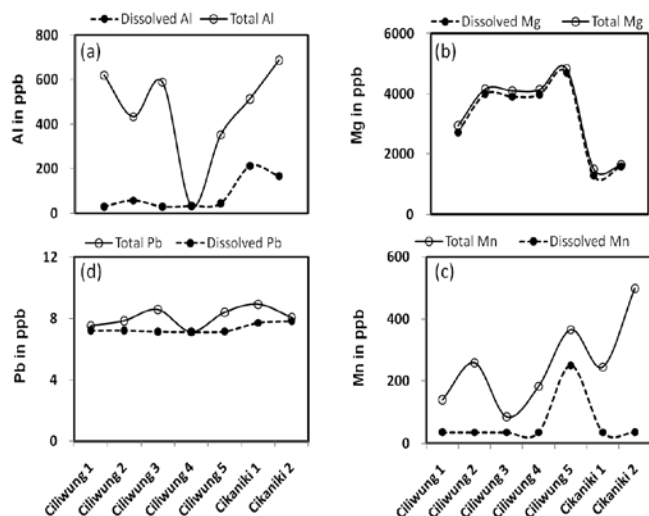 Dissolved Al Total Al
(a)
Al in ppb
800
600
400
200
0
Dissolved Mg Total Mg
(b)
Mg in ppb
6000
4000
2000
0
Total Pb Dissolved Pb
(d)
Pb in ppb
12
8
4
0
Ciliwung 1
Ciliwung 2
Ciliwung 3
Ciliwung 4
Ciliwung 5
Cikaniki 1
Cikaniki 2
Total Mn Dissolved Mn
(c)
Mn in ppb
600
400
200
0
Ciliwung 1
Ciliwung 2
Ciliwung 3
Ciliwung 4
Ciliwung 5
Cikaniki 1
Cikaniki 2